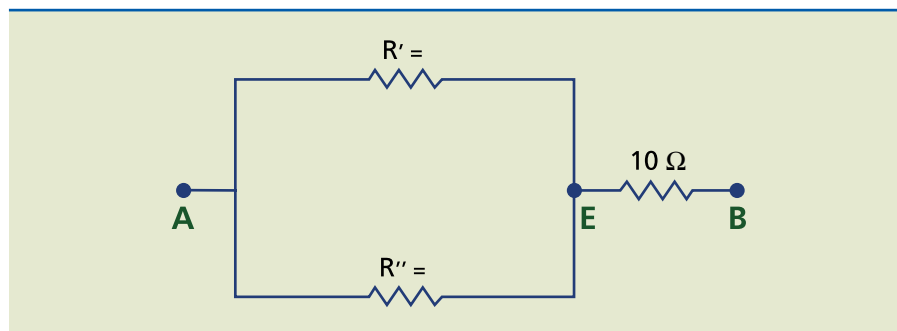 R′ =
10 Ω
A
E
B
R″ =